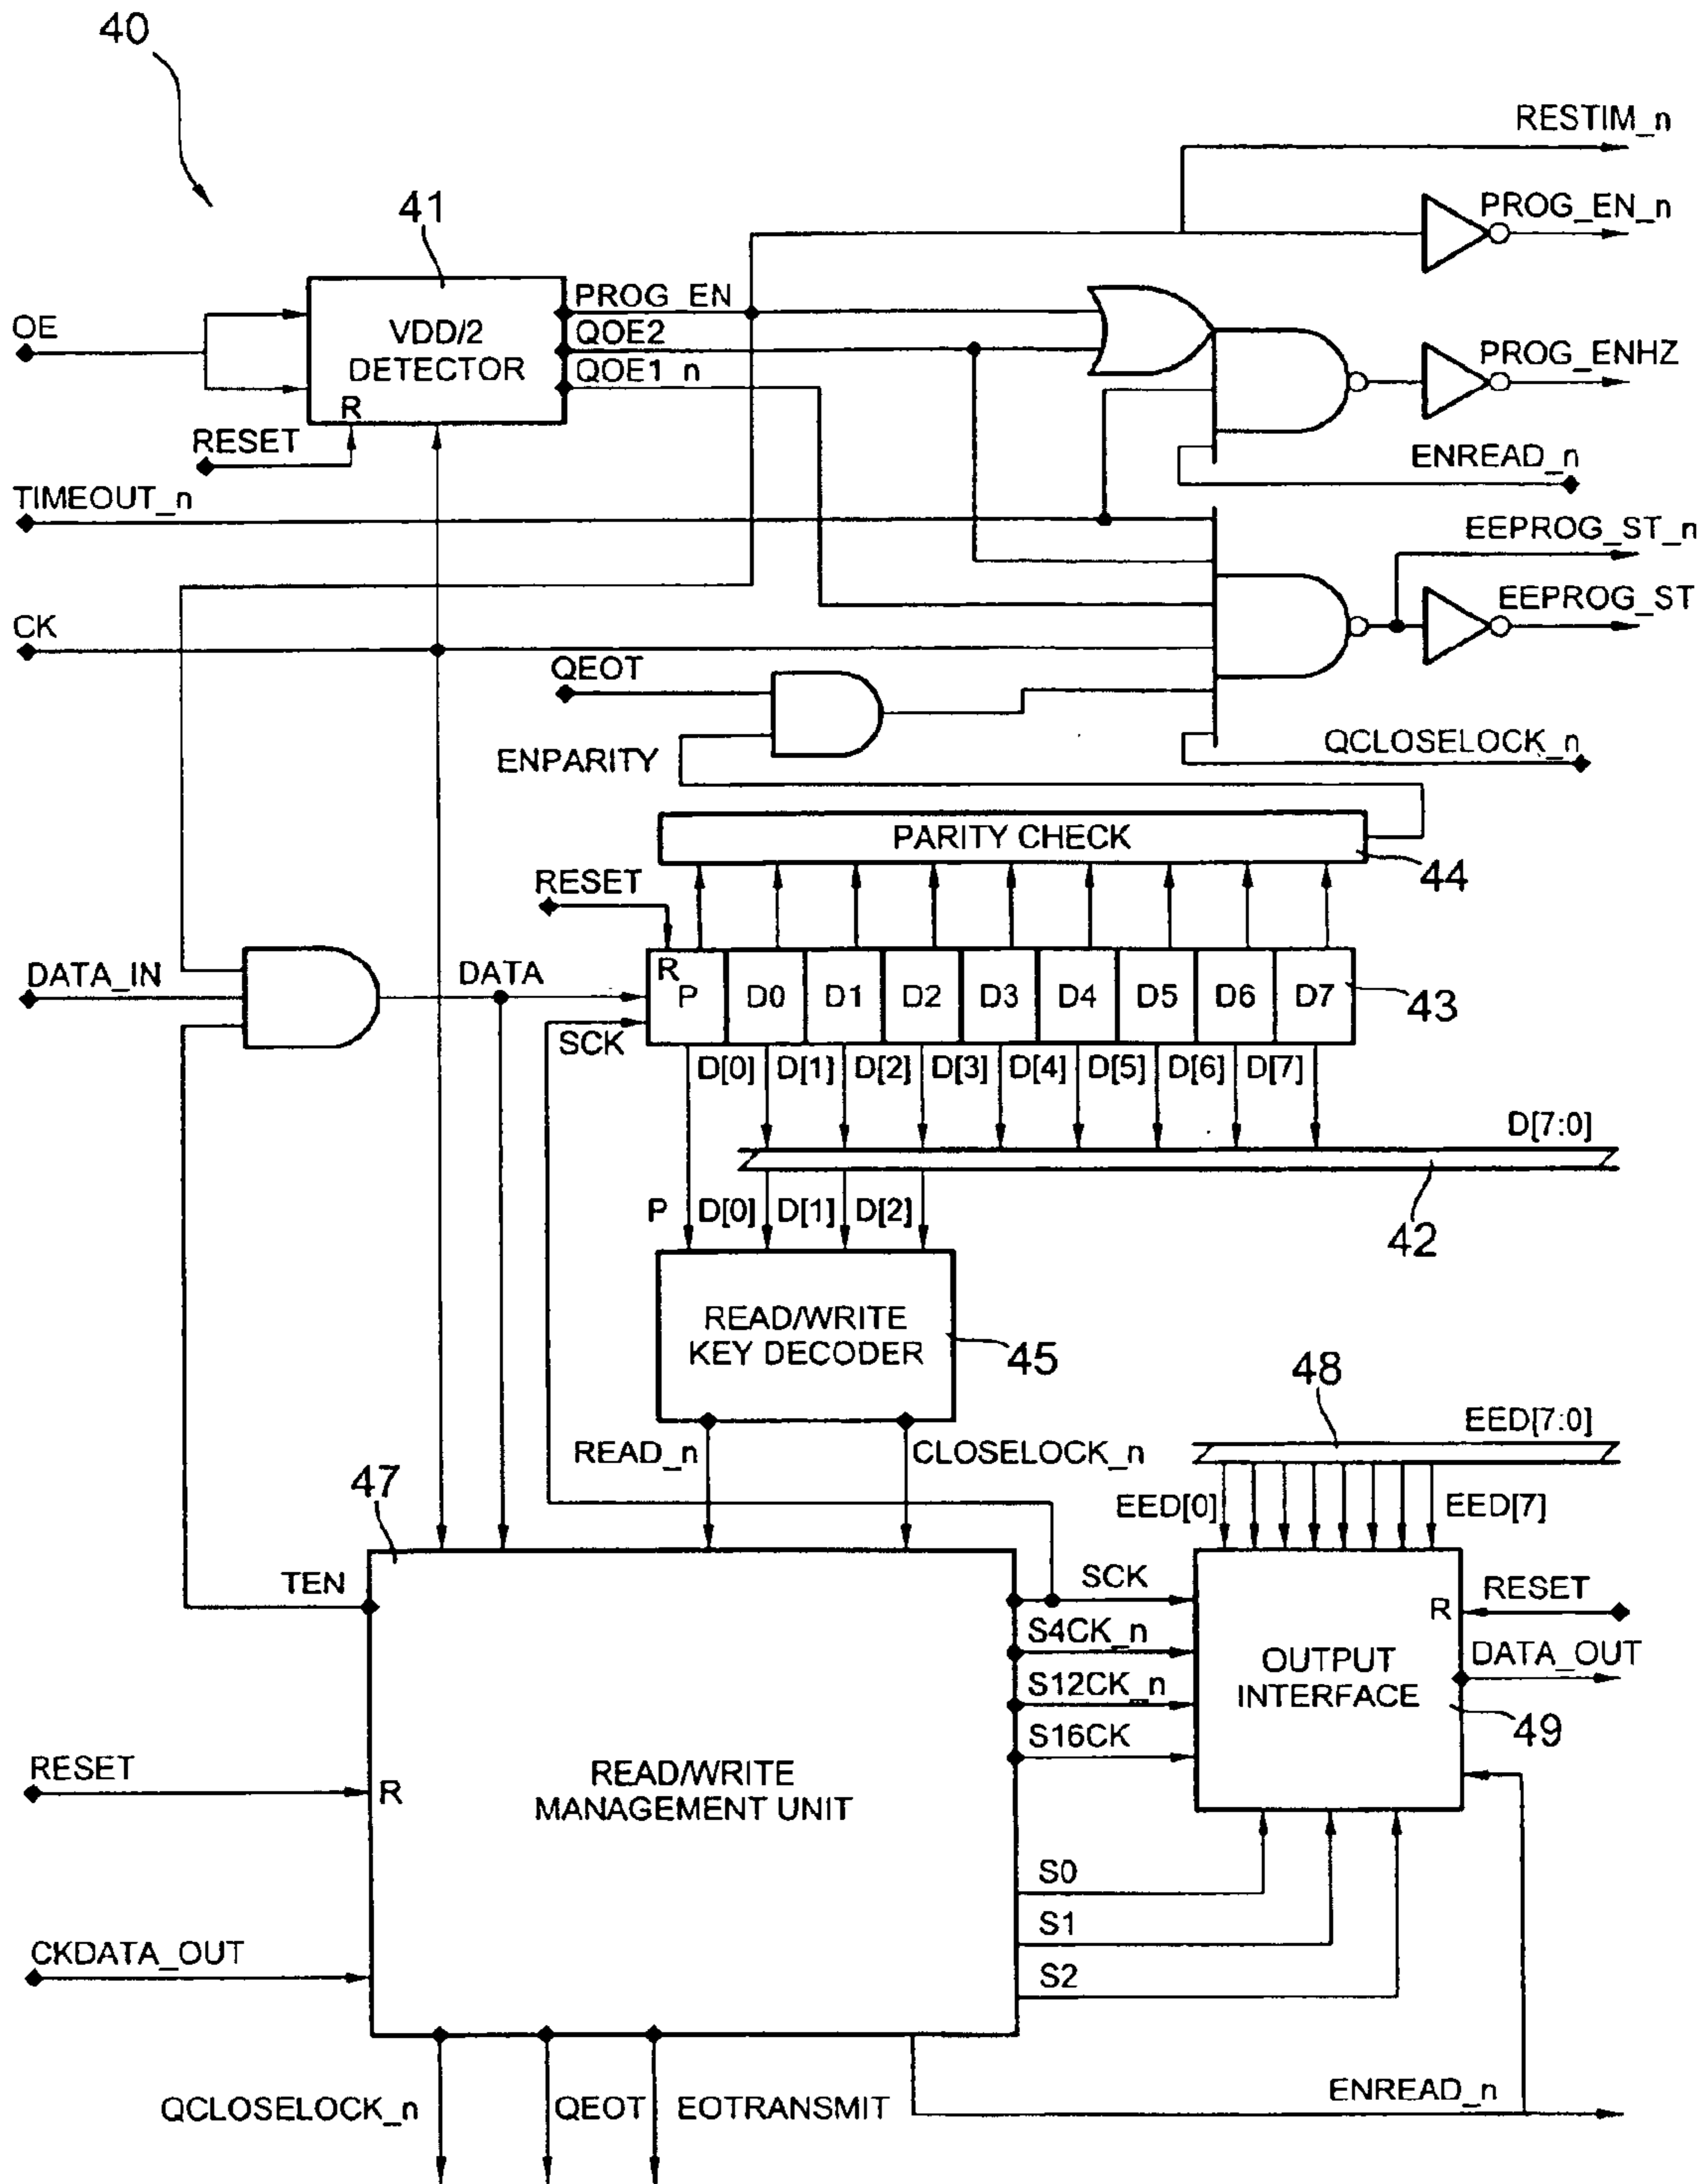 40
RESTIM_n
41
PROG_EN_n
PROG_EN
OE
VDD/2
DETECTOR
QOE2
PROG_ENHZ
QOE1_n
R
RESET
ENREAD_n
TIMEOUT_n
EEPROG_ST_n
EEPROG_ST
CK
QEOT
QCLOSELOCK_n
ENPARITY
PARITY CHECK
44
RESET
DATA_IN
DATA
R
P D0 D1 D2 D3 D4 D5 D6 D7
43
SCK
D[0] D[1] D[2] D[3] D[4] D[5] D[6] D[7]
D[7:0]
42
P D[0] D[1] D[2]
READ/WRITE
KEY DECODER
45
48
EED[7:0]
READ_n
CLOSELOCK_n
47
EED[0]
EED[7]
TEN
SCK
RESET
R
S4CK_n
OUTPUT
INTERFACE
DATA_OUT
S12CK_n
49
S16CK
RESET
R
READ/WRITE
MANAGEMENT UNIT
S0
S1
CKDATA_OUT
S2
QCLOSELOCK_n
QEOT
EOTRANSMIT
ENREAD_n